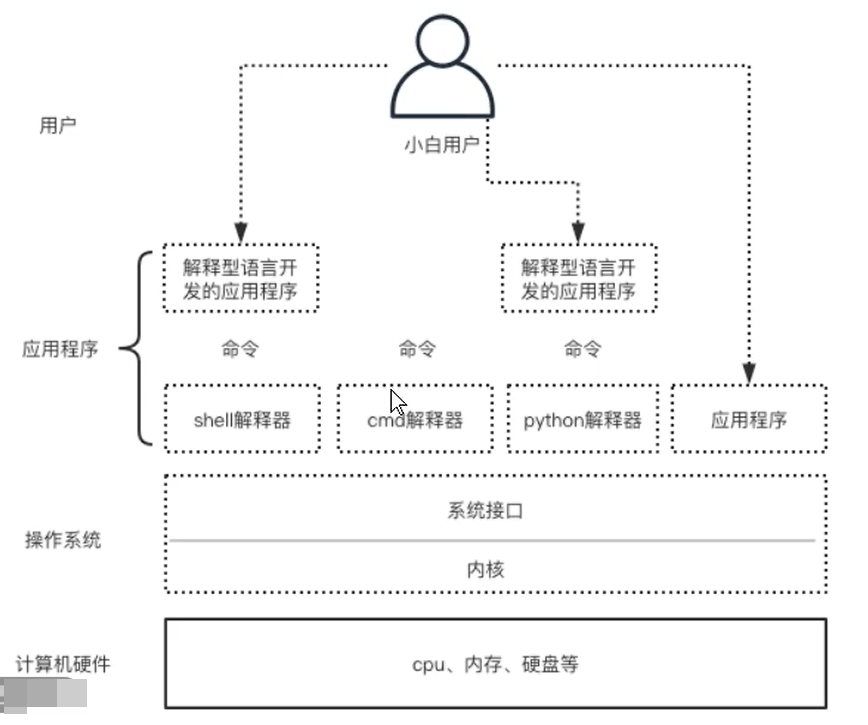 用户
小白用户
解释型语言开
发的应用程序
解释型语言开
发的应用程序
应用程序
命令
命令
命令
shell解释器
cmd解释器
python解释器
应用程序
操作系统
系统接口
内核
计算机硬件
cpu、内存、硬盘等